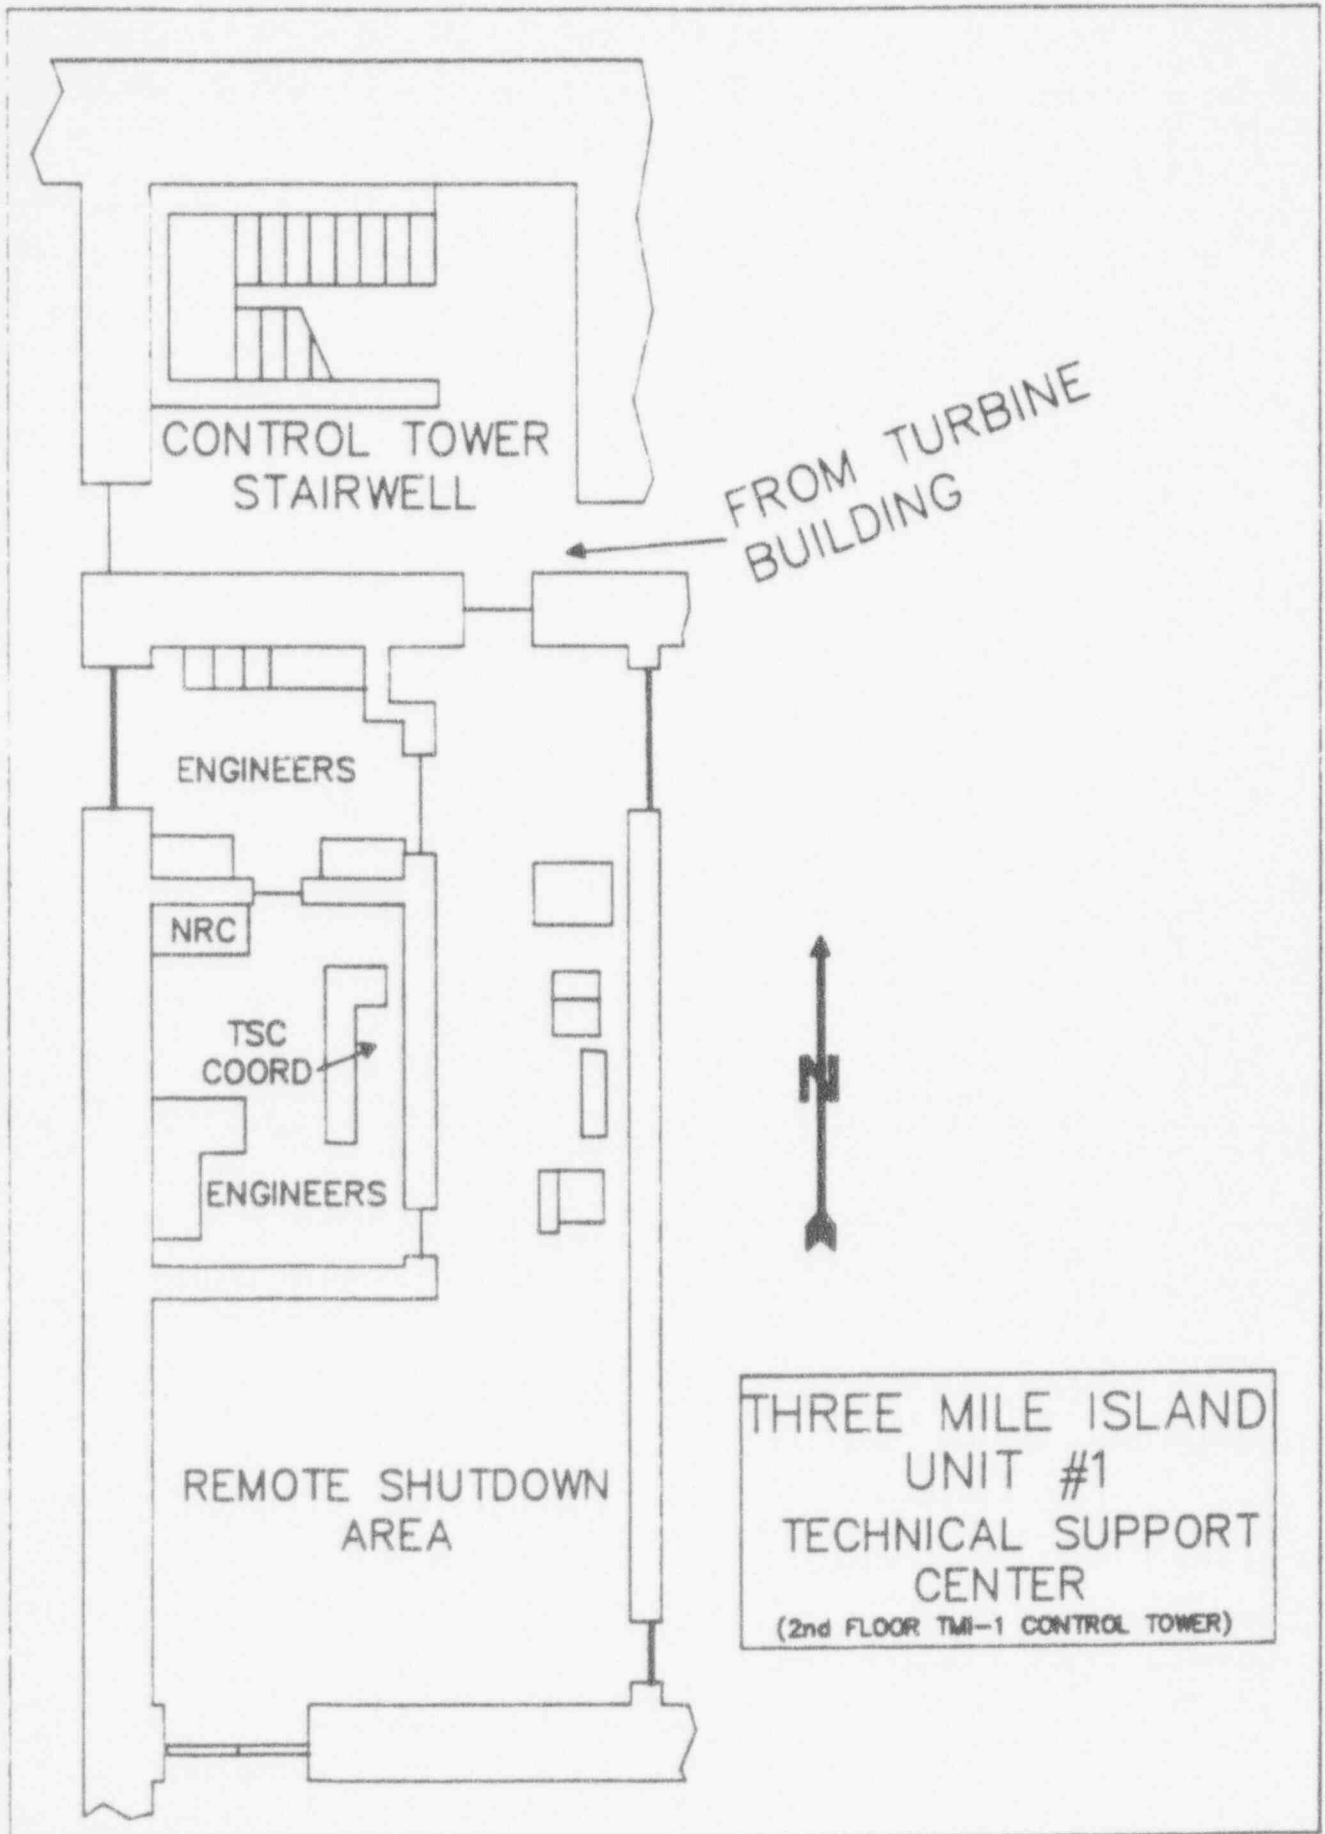 CONTROL TOWER
STAIRWELL
FROM TURBINE
BUILDING
ENGINEERS
NRC
TSC
COORD
ENGINEERS
N
REMOTE SHUTDOWN
AREA
THREE MILE ISLAND
UNIT #1
TECHNICAL SUPPORT
CENTER
(2nd FLOOR TMI-1 CONTROL TOWER)